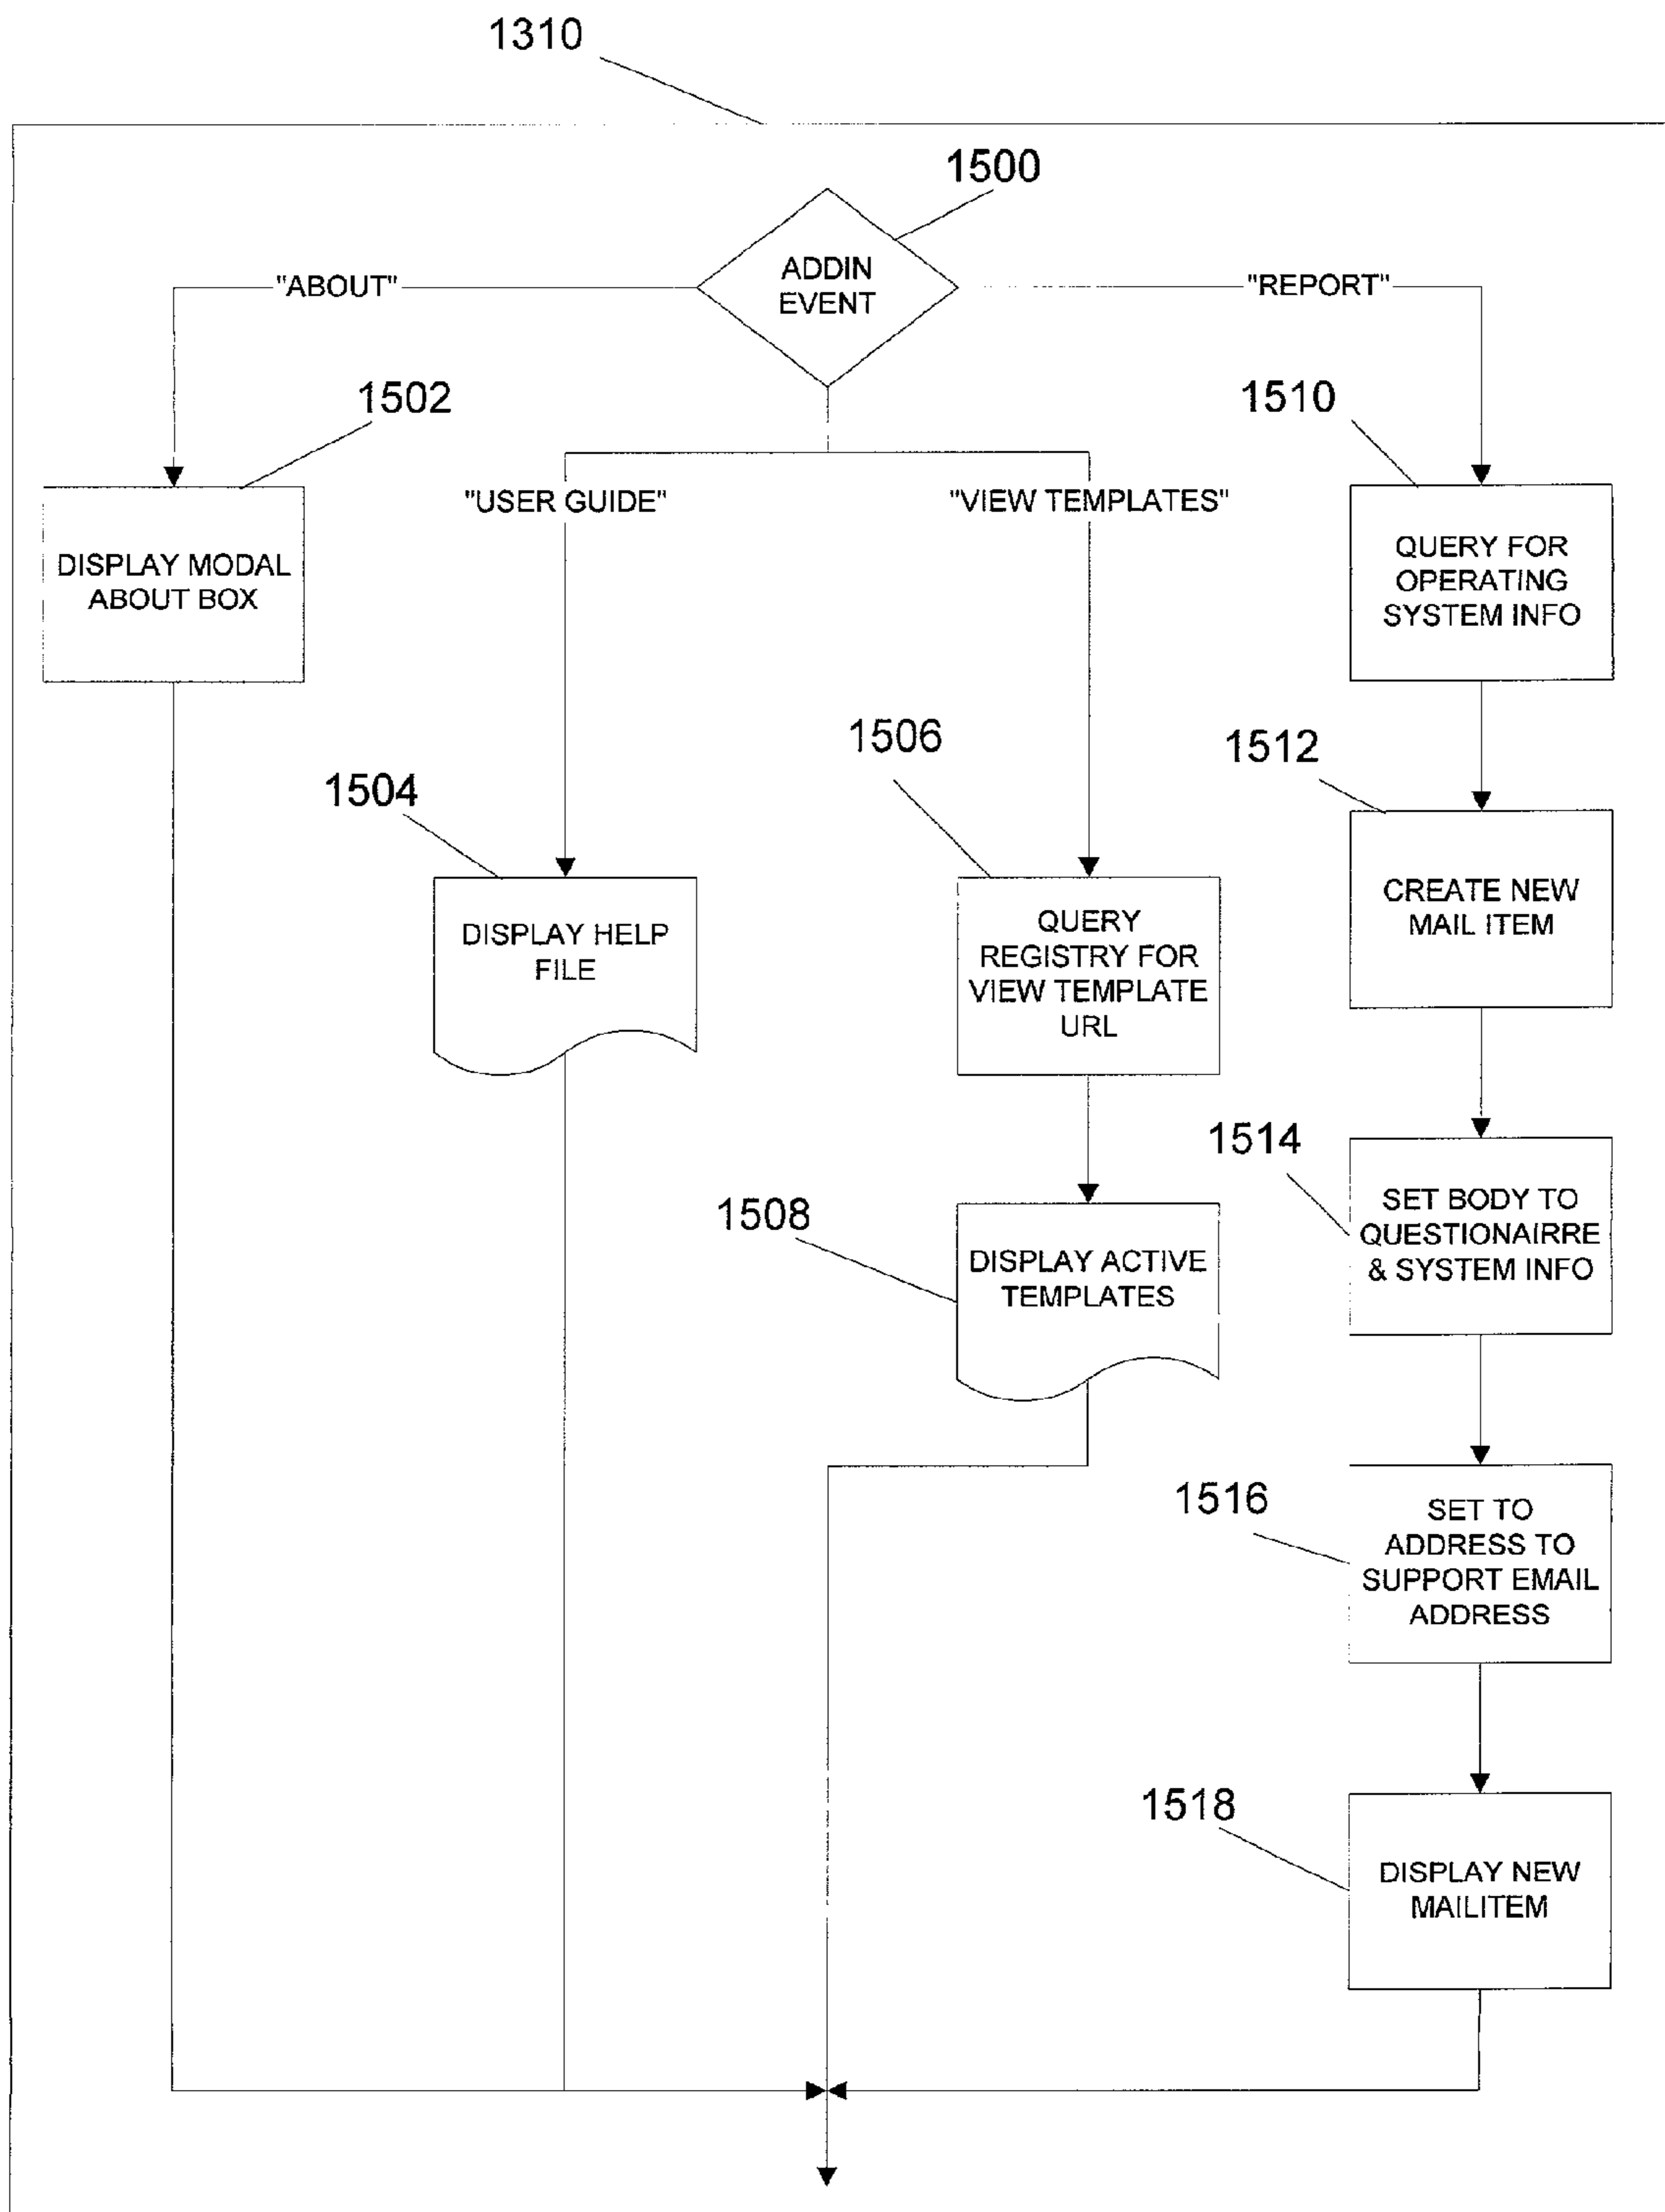 1310
1500
ADDIN
EVENT
"ABOUT"
"REPORT"
1502
1510
"USER GUIDE"
"VIEW TEMPLATES"
DISPLAY MODAL
ABOUT BOX
QUERY FOR
OPERATING
SYSTEM INFO
1504
1506
1512
DISPLAY HELP
FILE
QUERY
REGISTRY FOR
VIEW TEMPLATE
URL
CREATE NEW
MAIL ITEM
1508
1514
DISPLAY ACTIVE
TEMPLATES
SET BODY TO
QUESTIONAIRRE
& SYSTEM INFO
1516
SET TO
ADDRESS TO
SUPPORT EMAIL
ADDRESS
1518
DISPLAY NEW
MAILITEM